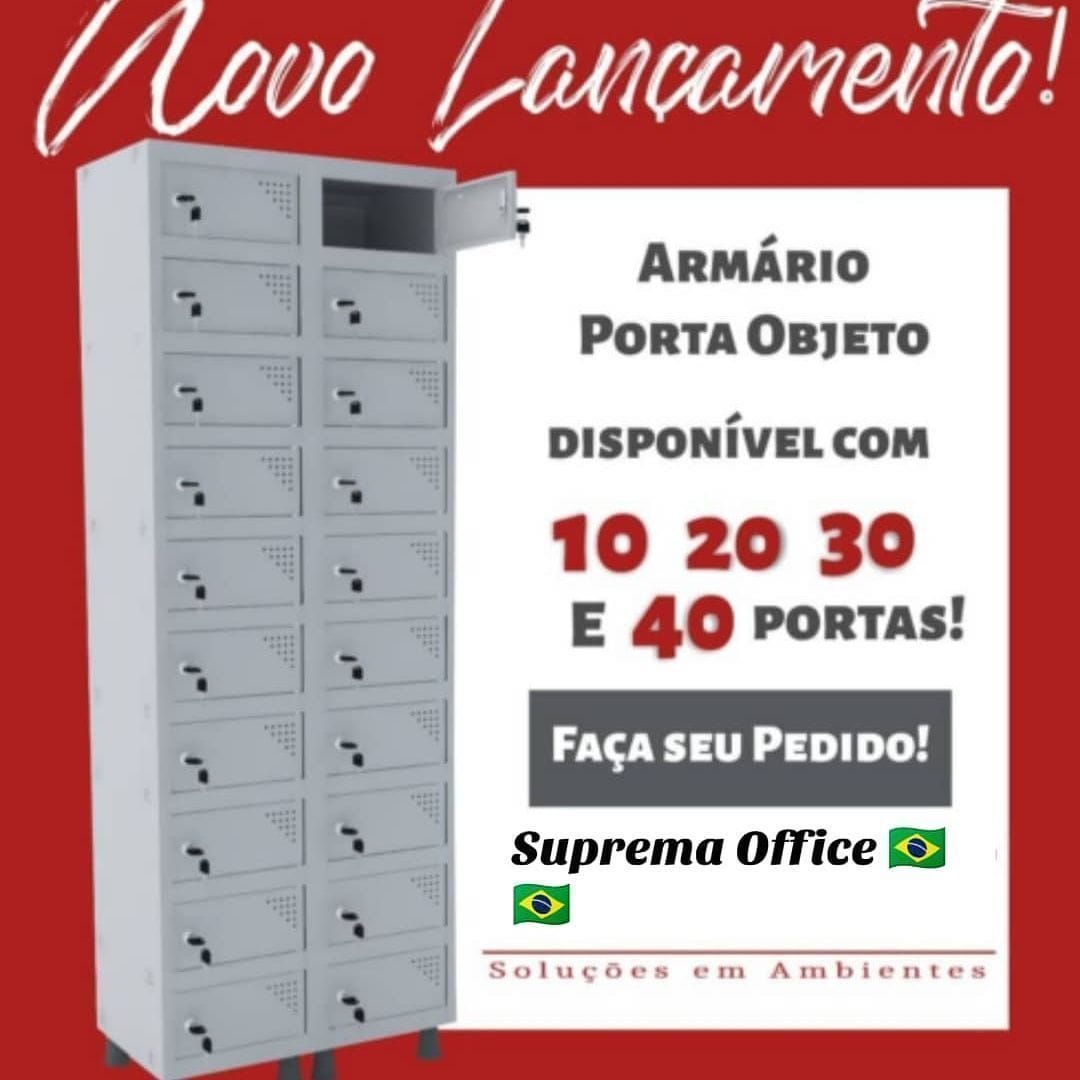 Novo Lançamento!
ARMÁRIO
PORTA OBJETO
DISPONÍVEL COM
10 20 30
E 40 PORTAS!
FAÇA SEU PEDIDO!
Suprema Office 🇧🇷
🇧🇷
Soluções em Ambientes